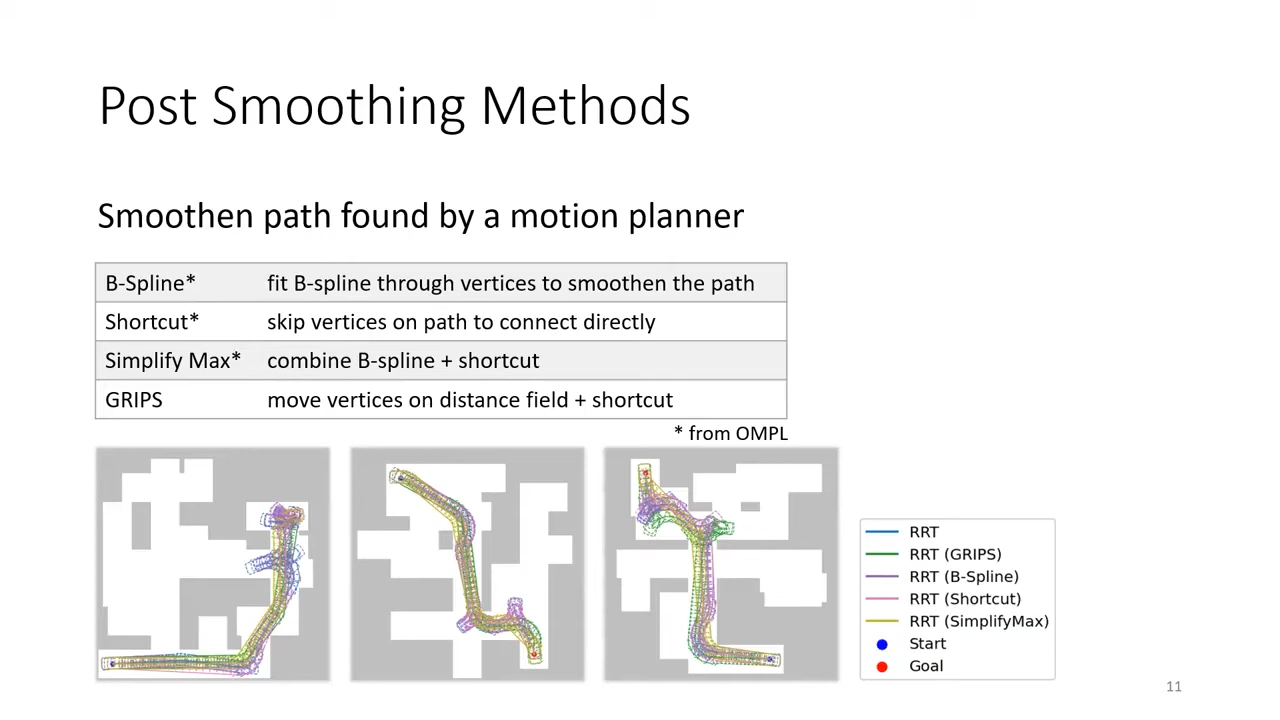 Post Smoothing Methods
Smoothen path found by a motion planner
B-Spline* fit B-spline through vertices to smoothen the path
Shortcut* skip vertices on path to connect directly
Simplify Max* combine B-spline + shortcut
GRIPS move vertices on distance field + shortcut
* from OMPL
RRT
RRT (GRIPS)
RRT (B-Spline)
RRT (Shortcut)
RRT (SimplifyMax)
Start
Goal
11